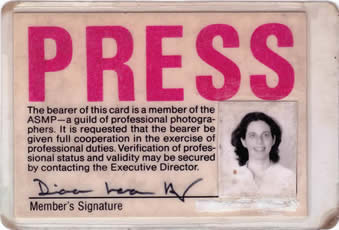 PRESS
The bearer of this card is a member of the
ASMP—a guild of professional photogra-
phers. It is requested that the bearer be
given full cooperation in the exercise of
professional duties. Verification of profes-
sional status and validity may be secured
by contacting the Executive Director.
Member's Signature